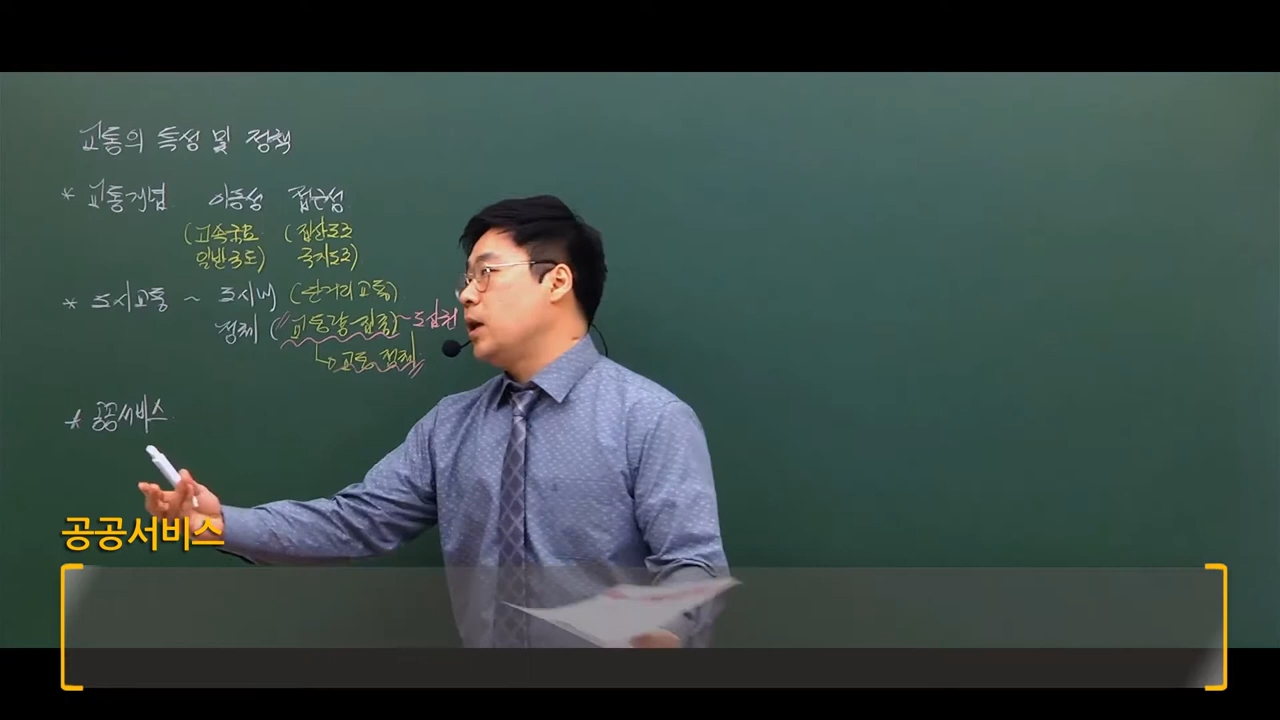 교통의 특성 및 정책
* 교통개념 이동성 접근성
(고속국도 (집산도로
일반국도) 국지도로)
* 도시교통 ~ 도시내 (단거리 교통)
정체 (교통량 집중) ~ 도심권
교통 정책
* 공공서비스
공공서비스